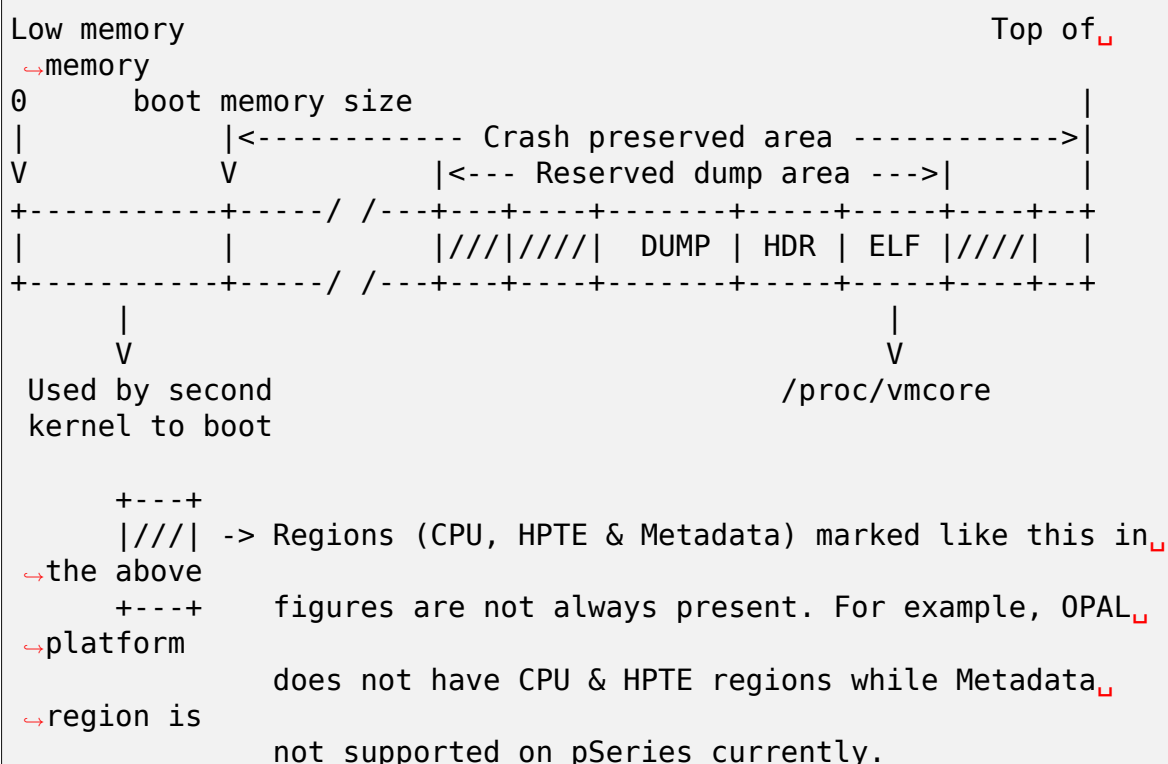 Low memory                                              Top of␣
↪memory
0      boot memory size                                      |
|           |<------------ Crash preserved area ------------>|
V           V           |<--- Reserved dump area --->|       |
+-----------+-----/ /---+---+----+-------+-----+-----+----+--+
|           |           |///|////|  DUMP | HDR | ELF |////|  |
+-----------+-----/ /---+---+----+-------+-----+-----+----+--+
      |                                           |
      V                                           V
 Used by second                             /proc/vmcore
 kernel to boot

      +---+
      |///| -> Regions (CPU, HPTE & Metadata) marked like this in␣
↪the above
      +---+    figures are not always present. For example, OPAL␣
↪platform
               does not have CPU & HPTE regions while Metadata␣
↪region is
               not supported on pSeries currently.